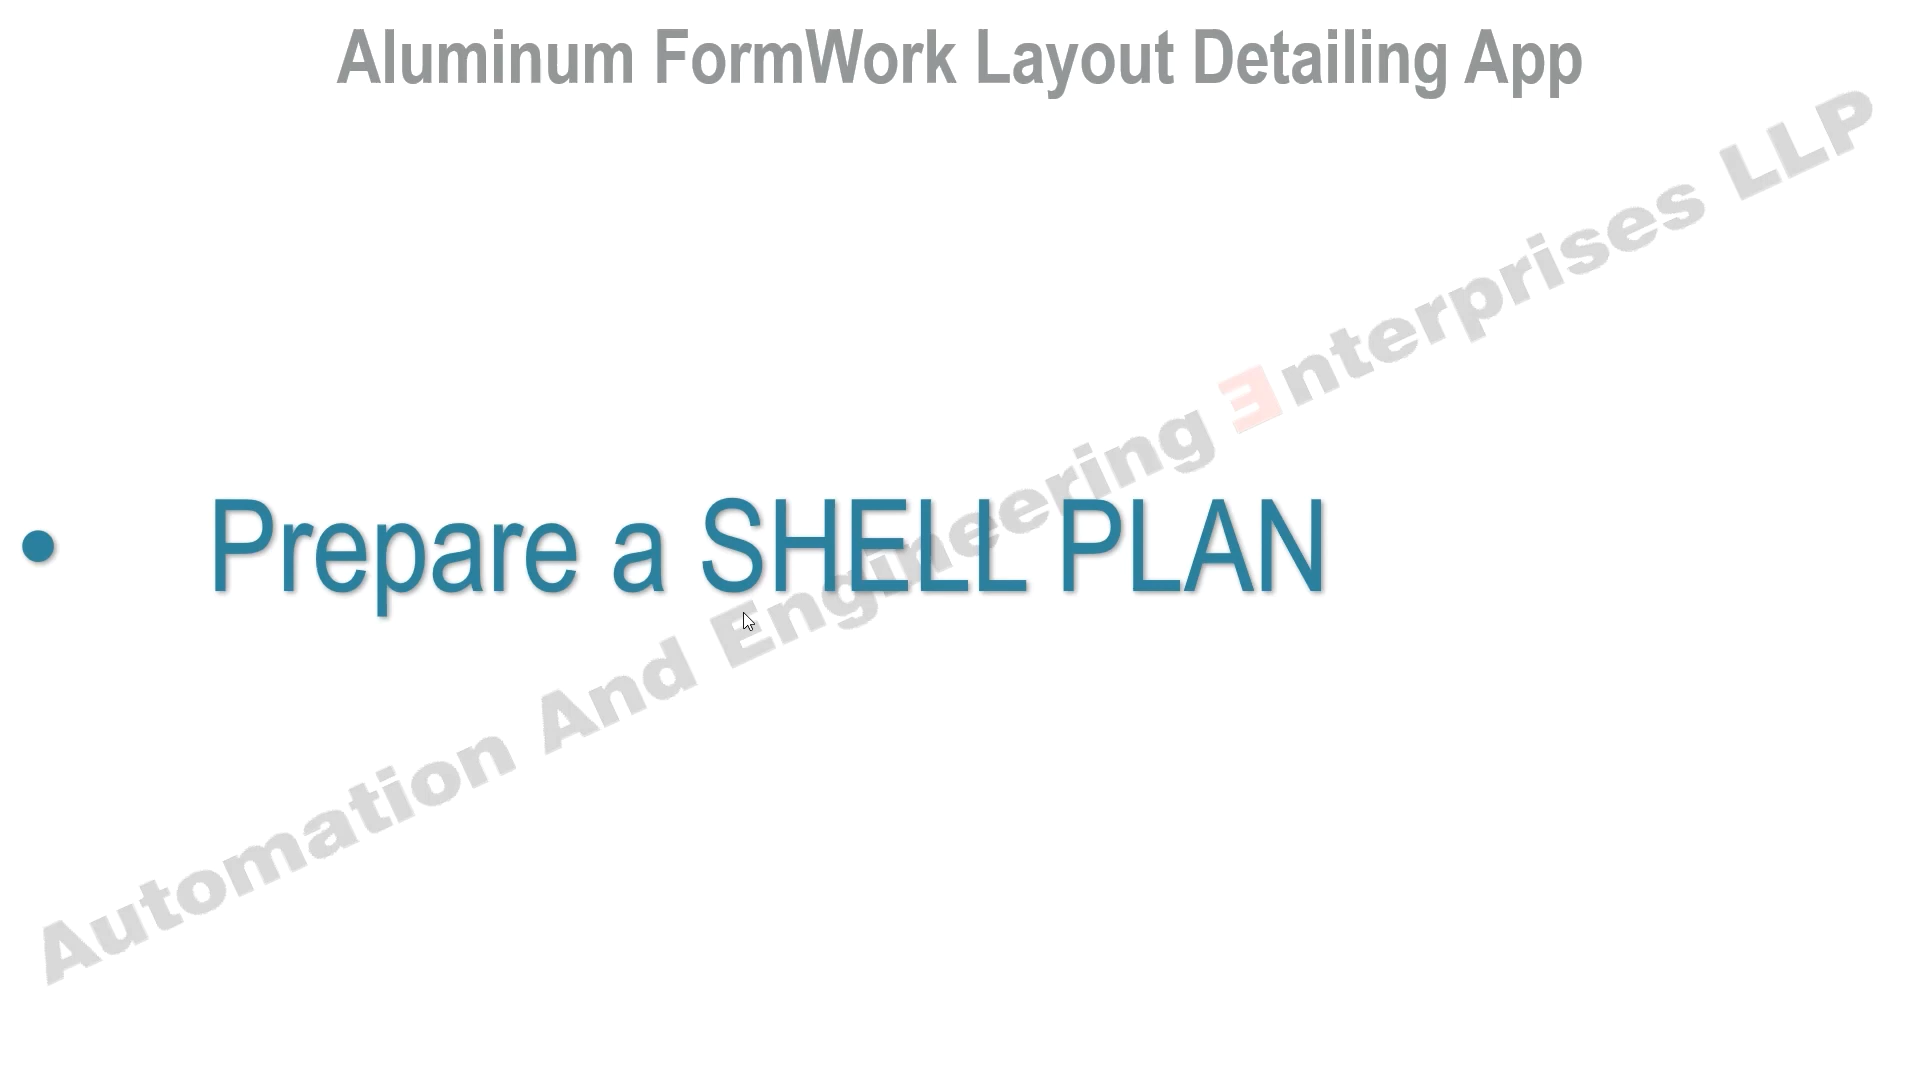 Aluminum FormWork Layout Detailing App
• Prepare a SHELL PLAN
Automation And Engineering Enterprises LLP